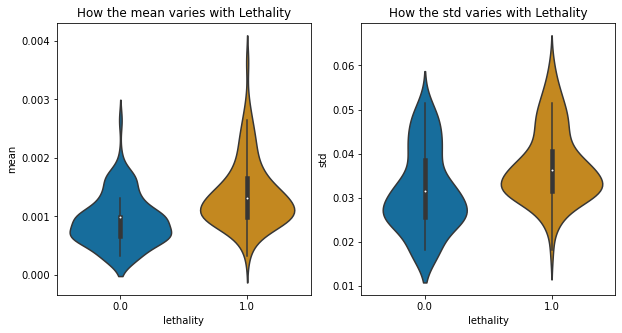 How the mean varies with Lethality
mean
0.004
0.003
0.002
0.001
0.000
0.0
1.0
lethality
How the std varies with Lethality
std
0.06
0.05
0.04
0.03
0.02
0.01
0.0
1.0
lethality